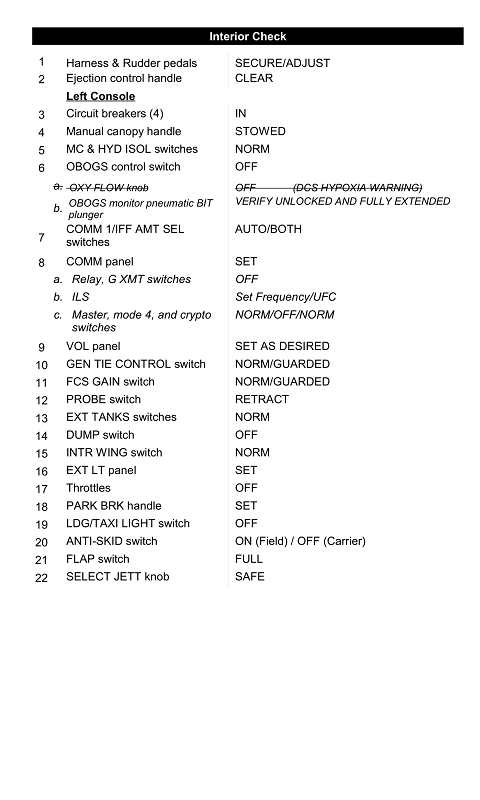 Interior Check
1 Harness & Rudder pedals SECURE/ADJUST
2 Ejection control handle CLEAR
Left Console
3 Circuit breakers (4) IN
4 Manual canopy handle STOWED
5 MC & HYD ISOL switches NORM
6 OBOGS control switch OFF
a. OXY FLOW knob OFF (DCS HYPOXIA WARNING)
b. OBOGS monitor pneumatic BIT VERIFY UNLOCKED AND FULLY EXTENDED
plunger
7 COMM 1/IFF AMT SEL AUTO/BOTH
switches
8 COMM panel SET
a. Relay, G XMT switches OFF
b. ILS Set Frequency/UFC
c. Master, mode 4, and crypto NORM/OFF/NORM
switches
9 VOL panel SET AS DESIRED
10 GEN TIE CONTROL switch NORM/GUARDED
11 FCS GAIN switch NORM/GUARDED
12 PROBE switch RETRACT
13 EXT TANKS switches NORM
14 DUMP switch OFF
15 INTR WING switch NORM
16 EXT LT panel SET
17 Throttles OFF
18 PARK BRK handle SET
19 LDG/TAXI LIGHT switch OFF
20 ANTI-SKID switch ON (Field) / OFF (Carrier)
21 FLAP switch FULL
22 SELECT JETT knob SAFE